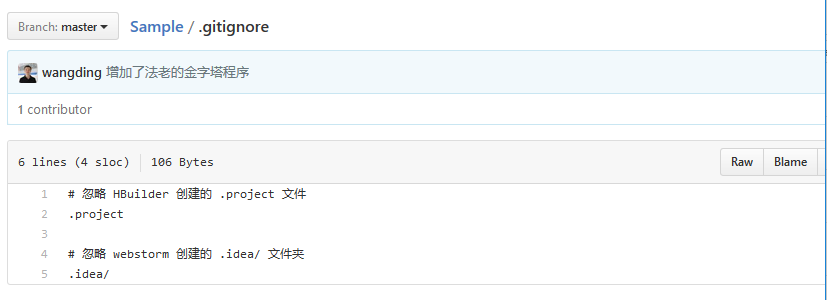 Branch: master
Sample / .gitignore
wangding 增加了法老的金字塔程序
1 contributor
6 lines (4 sloc) 106 Bytes Raw Blame
1 # 忽略 HBuilder 创建的 .project 文件
2 .project
3
4 # 忽略 webstorm 创建的 .idea/ 文件夹
5 .idea/